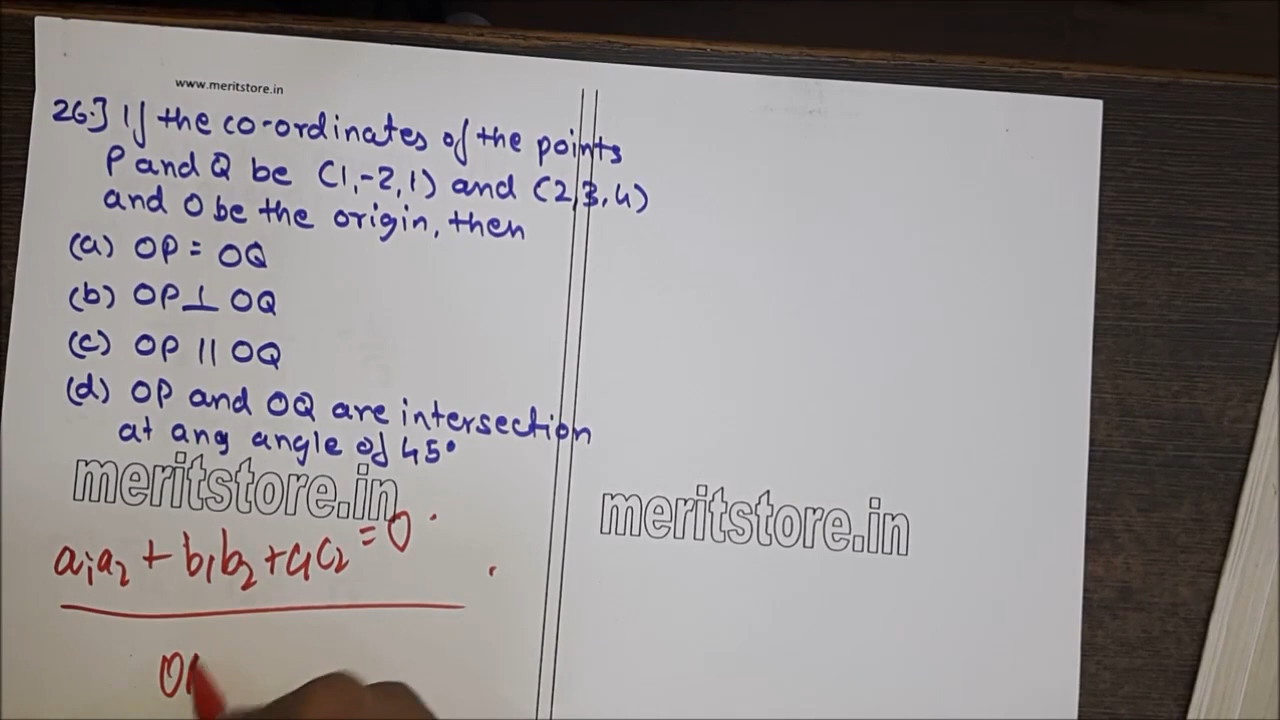 www.meritstore.in
26.] If the co-ordinates of the points
P and Q be (1,-2,1) and (2,3,4)
and O be the origin, then
(a) OP = OQ
(b) OP ⊥ OQ
(c) OP || OQ
(d) OP and OQ are intersection
at ang angle of 45°
meritstore.in
meritstore.in
a₁a₂ + b₁b₂ + c₁c₂ = 0